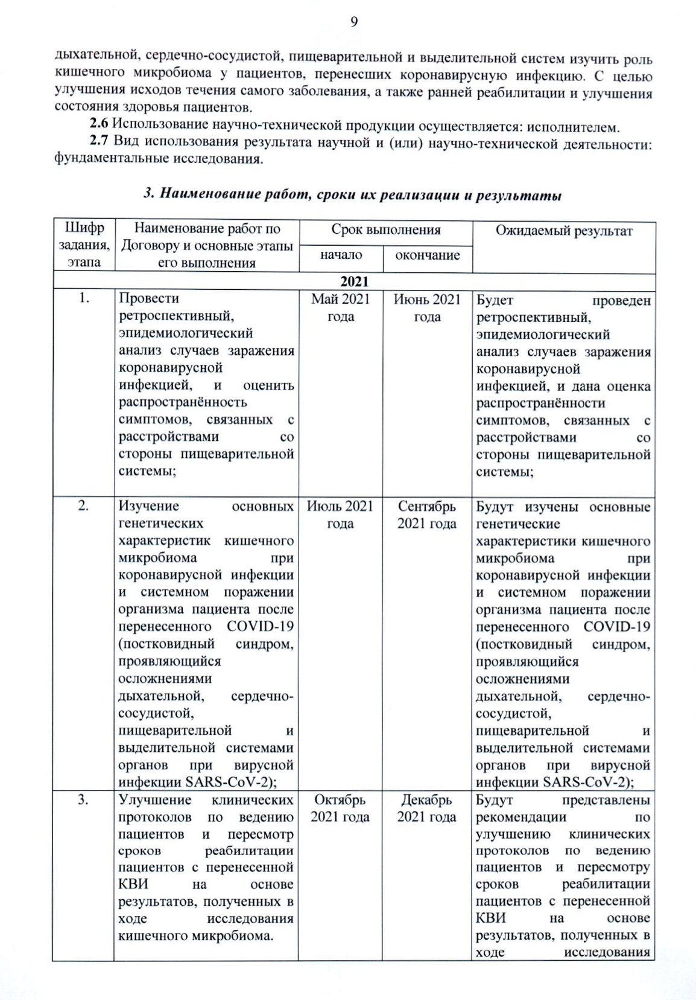 9
дыхательной, сердечно-сосудистой, пищеварительной и выделительной систем изучить роль
кишечного микробиома у пациентов, перенесших коронавирусную инфекцию. С целью
улучшения исходов течения самого заболевания, а также ранней реабилитации и улучшения
состояния здоровья пациентов.
2.6 Использование научно-технической продукции осуществляется: исполнителем.
2.7 Вид использования результата научной и (или) научно-технической деятельности:
фундаментальные исследования.
3. Наименование работ, сроки их реализации и результаты
Шифр
задания,
этапа
Наименование работ по
Договору и основные этапы
его выполнения
Срок выполнения
начало
окончание
Ожидаемый результат
2021
1.
Провести
ретроспективный,
эпидемиологический
анализ случаев заражения
коронавирусной
инфекцией, и оценить
распространённость
симптомов, связанных с
расстройствами со
стороны пищеварительной
системы;
Май 2021
года
Июнь 2021
года
Будет проведен
ретроспективный,
эпидемиологический
анализ случаев заражения
коронавирусной
инфекцией, и дана оценка
распространённости
симптомов, связанных с
расстройствами со
стороны пищеварительной
системы;
2.
Изучение основных
генетических
характеристик кишечного
микробиома при
коронавирусной инфекции
и системном поражении
организма пациента после
перенесенного COVID-19
(постковидный синдром,
проявляющийся
осложнениями
дыхательной, сердечно-
сосудистой,
пищеварительной и
выделительной системами
органов при вирусной
инфекции SARS-CoV-2);
Июль 2021
года
Сентябрь
2021 года
Будут изучены основные
генетические
характеристики кишечного
микробиома при
коронавирусной инфекции
и системном поражении
организма пациента после
перенесенного COVID-19
(постковидный синдром,
проявляющийся
осложнениями
дыхательной, сердечно-
сосудистой,
пищеварительной и
выделительной системами
органов при вирусной
инфекции SARS-CoV-2);
3.
Улучшение клинических
протоколов по ведению
пациентов и пересмотр
сроков реабилитации
пациентов с перенесенной
КВИ на основе
результатов, полученных в
ходе исследования
кишечного микробиома.
Октябрь
2021 года
Декабрь
2021 года
Будут представлены
рекомендации по
улучшению клинических
протоколов по ведению
пациентов и пересмотру
сроков реабилитации
пациентов с перенесенной
КВИ на основе
результатов, полученных в
ходе исследования